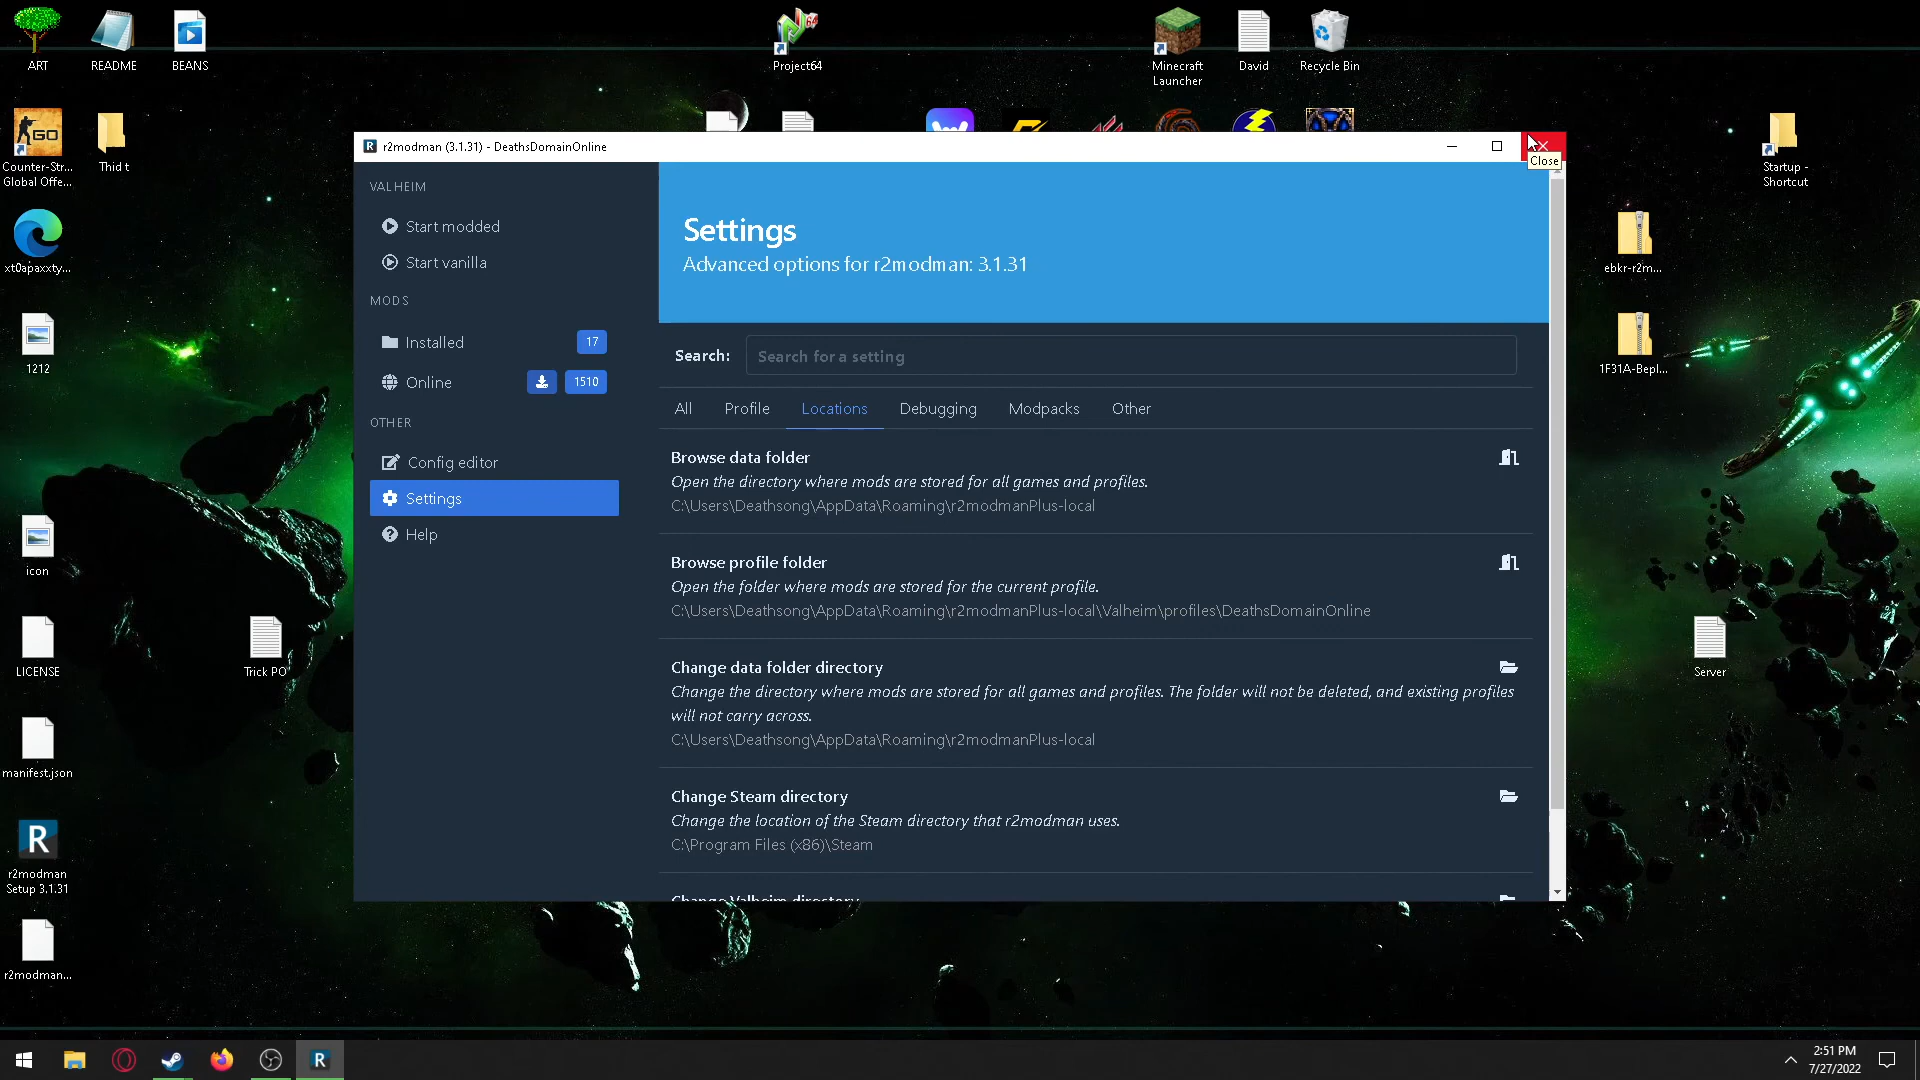 ART
README
BEANS
Project64
Minecraft
Launcher
David
Recycle Bin
GO
Counter-Str...
Global Offe...
Thid t
Startup -
Shortcut
xt0apaxxty...
ebkr-r2m...
1212
1F31A-BepI...
icon
LICENSE
Trick PO
Server
manifest.json
R
r2modman
Setup 3.1.31
r2modman...
R r2modman (3.1.31) - DeathsDomainOnline
Close
VALHEIM
Start modded
Start vanilla
MODS
Installed 17
Online 1510
OTHER
Config editor
Settings
Help
Settings
Advanced options for r2modman: 3.1.31
Search: Search for a setting
All Profile Locations Debugging Modpacks Other
Browse data folder
Open the directory where mods are stored for all games and profiles.
C:\Users\Deathsong\AppData\Roaming\r2modmanPlus-local
Browse profile folder
Open the folder where mods are stored for the current profile.
C:\Users\Deathsong\AppData\Roaming\r2modmanPlus-local\Valheim\profiles\DeathsDomainOnline
Change data folder directory
Change the directory where mods are stored for all games and profiles. The folder will not be deleted, and existing profiles
will not carry across.
C:\Users\Deathsong\AppData\Roaming\r2modmanPlus-local
Change Steam directory
Change the location of the Steam directory that r2modman uses.
C:\Program Files (x86)\Steam
Change Valheim directory
R
2:51 PM
7/27/2022